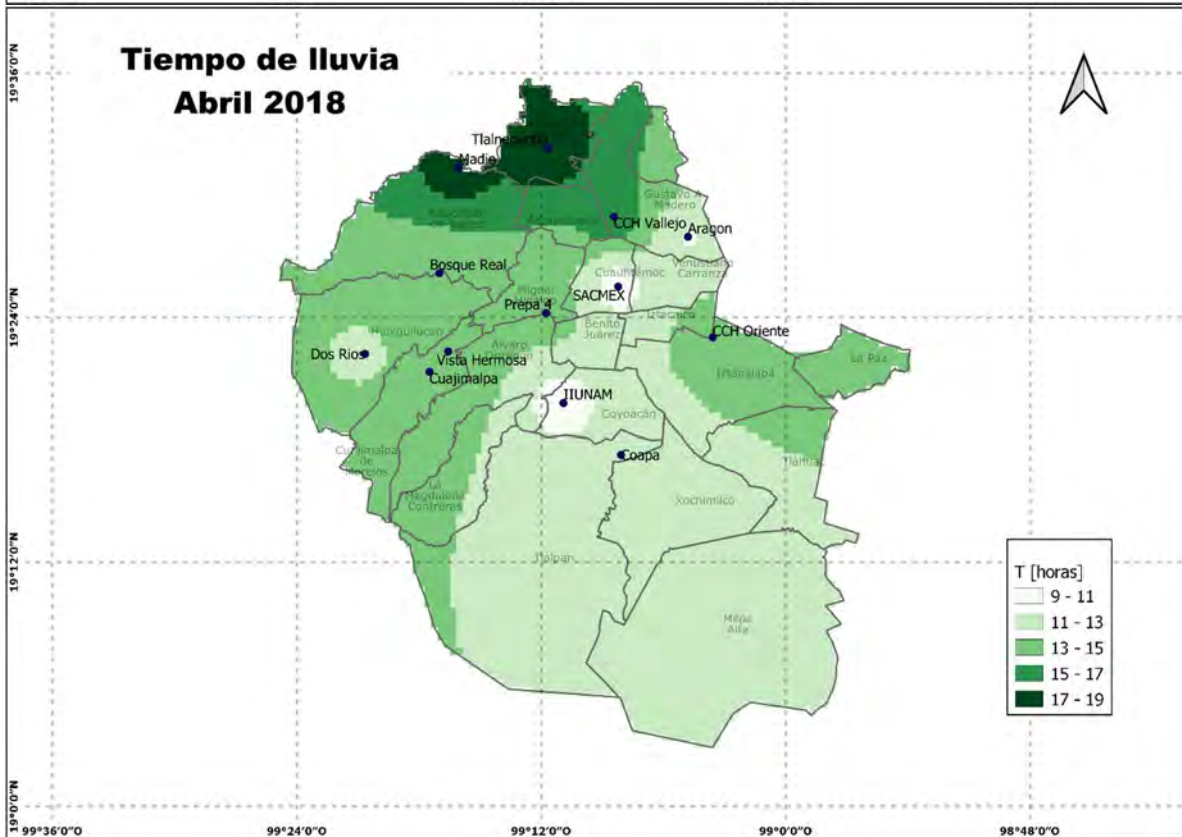 Tiempo de lluvia
Abril 2018
19°36'0"N
19°24'0"N
19°12'0"N
19°0'0"N
Madin
Gustavo A.
Madero
CCH Vallejo
Aragon
Venustiano
Carranza
Bosque Real
Cuauhtémoc
SACMEX
Miguel
Hidalgo
Prepa 4
Iztacalco
Benito
Juárez
CCH Oriente
Huixquilucan
Álvaro
Obregón
Dos Rios
Vista Hermosa
Cuajimalpa
Iztapalapa
La Paz
IIUNAM
Coyoacán
Cuajimalpa
de
Morelos
Coapa
Tláhuac
La
Magdalena
Contreras
Xochimilco
Tlalpan
Milpa
Alta
T [horas]
9 - 11
11 - 13
13 - 15
15 - 17
17 - 19
99°36'0"O
99°24'0"O
99°12'0"O
99°0'0"O
98°48'0"O